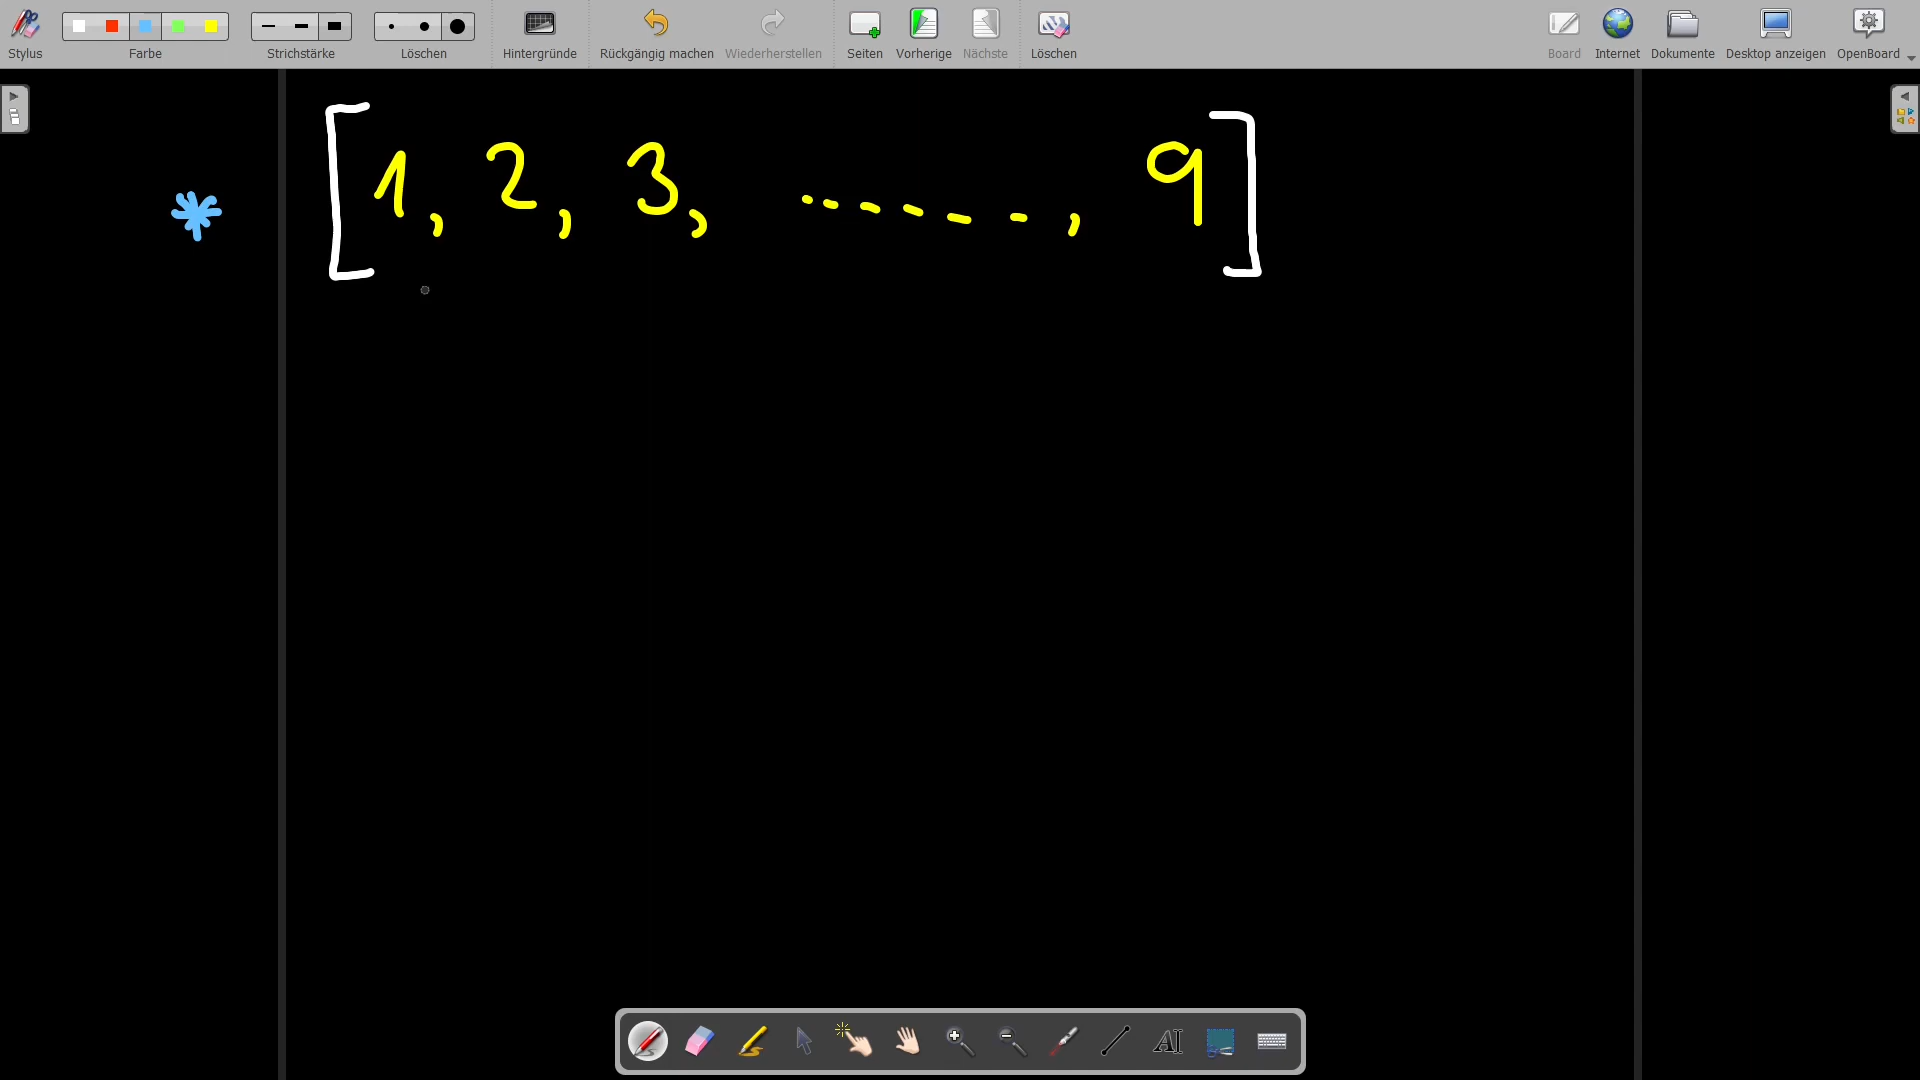 Stylus Farbe Strichstärke Löschen Hintergründe Rückgängig machen Wiederherstellen Seiten Vorherige Nächste Löschen Board Internet Dokumente Desktop anzeigen OpenBoard
* [1, 2, 3, ......., 9]
AI